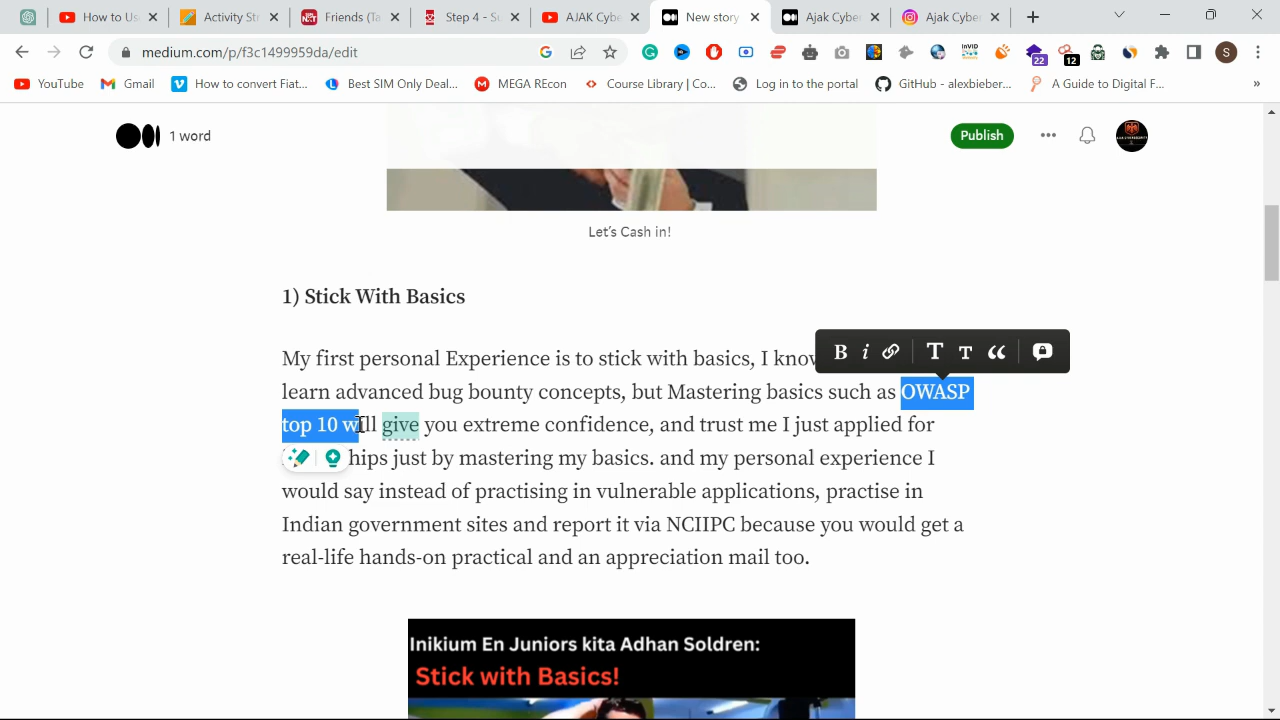 How to Us
Activity St
Friends (Ta
Step 4 - S
AJAK Cybe
New story
Ajak Cyber
Ajak Cyber
medium.com/p/f3c1499959da/edit
22
12
S
YouTube
Gmail
How to convert Fiat...
Best SIM Only Deal...
MEGA REcon
Course Library | Co...
Log in to the portal
GitHub - alexbieber...
A Guide to Digital F...
»
1 word
Publish
Let's Cash in!
1) Stick With Basics
My first personal Experience is to stick with basics, I know
B i T T
learn advanced bug bounty concepts, but Mastering basics such as OWASP
top 10 will give you extreme confidence, and trust me I just applied for
hips just by mastering my basics. and my personal experience I
would say instead of practising in vulnerable applications, practise in
Indian government sites and report it via NCIIPC because you would get a
real-life hands-on practical and an appreciation mail too.
Inikium En Juniors kita Adhan Soldren:
Stick with Basics!